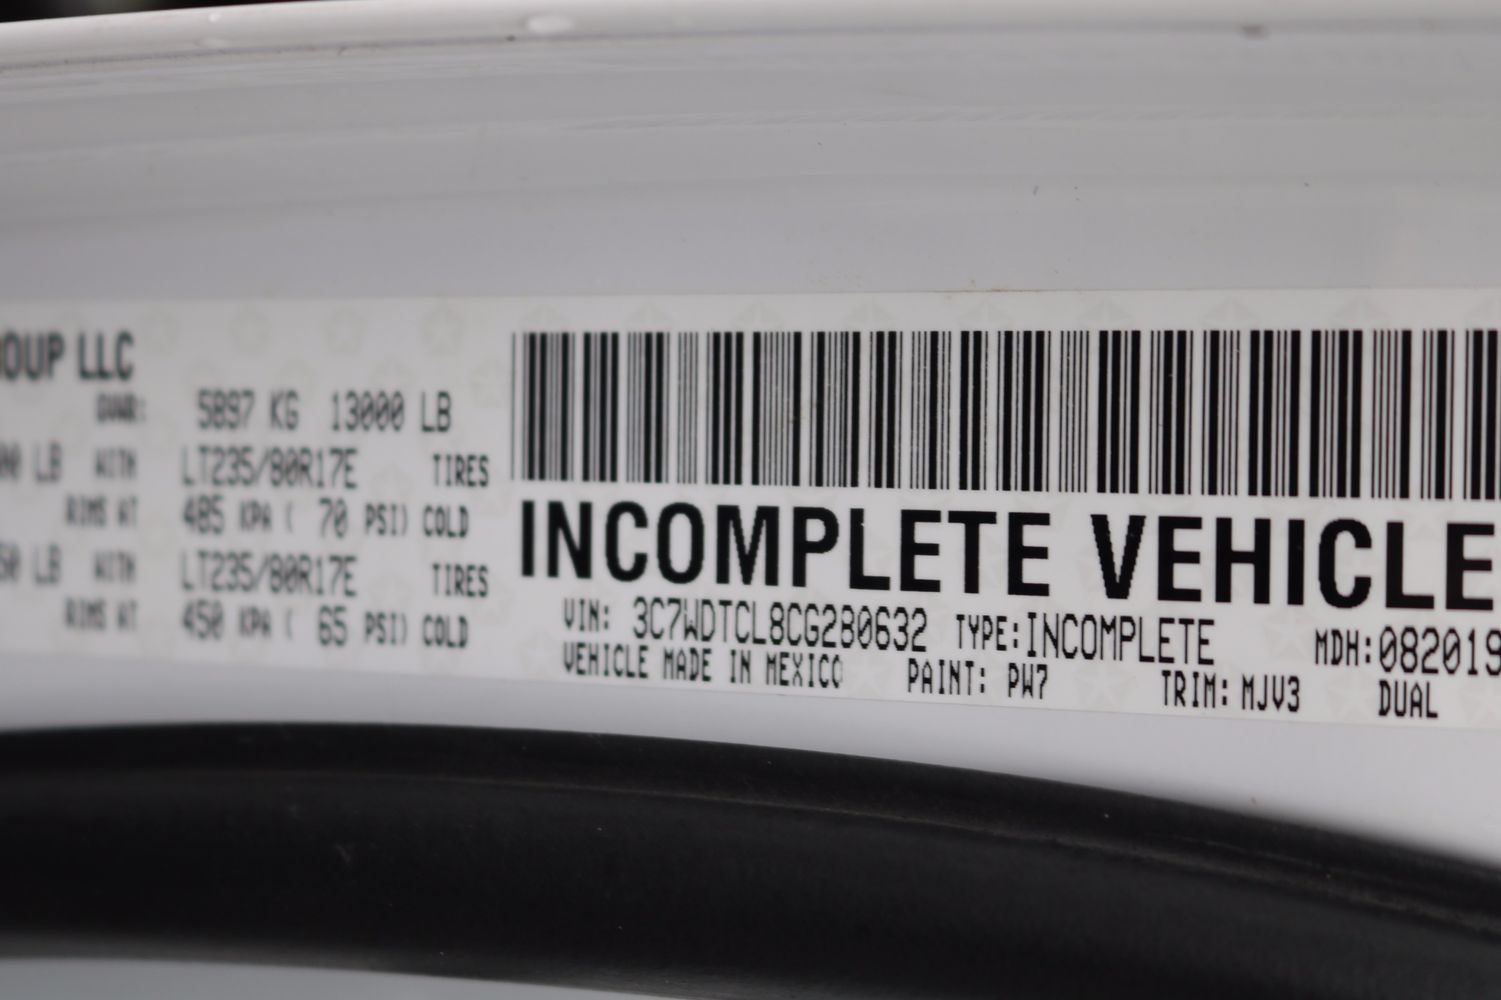 OUP LLC
GVWR: 5897 KG 13000 LB
00 LB WITH LT235/80R17E TIRES
RIMS AT 485 KPA ( 70 PSI) COLD
50 LB WITH LT235/80R17E TIRES
RIMS AT 450 KPA ( 65 PSI) COLD
INCOMPLETE VEHICLE
VIN: 3C7WDTCL8CG280632 TYPE:INCOMPLETE MDH:082019
VEHICLE MADE IN MEXICO PAINT: PW7 TRIM: MJV3 DUAL